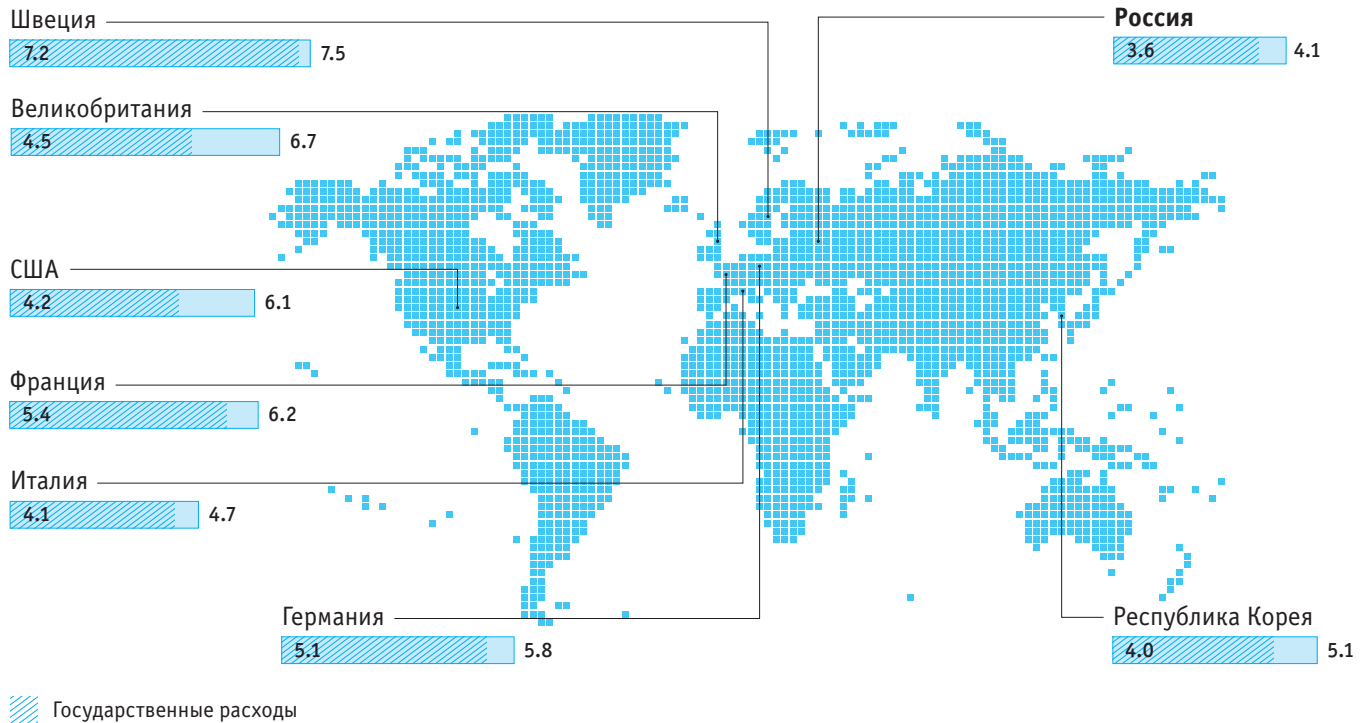 Швеция
7.2 7.5
Россия
3.6 4.1
Великобритания
4.5 6.7
США
4.2 6.1
Франция
5.4 6.2
Италия
4.1 4.7
Германия
5.1 5.8
Республика Корея
4.0 5.1
Государственные расходы